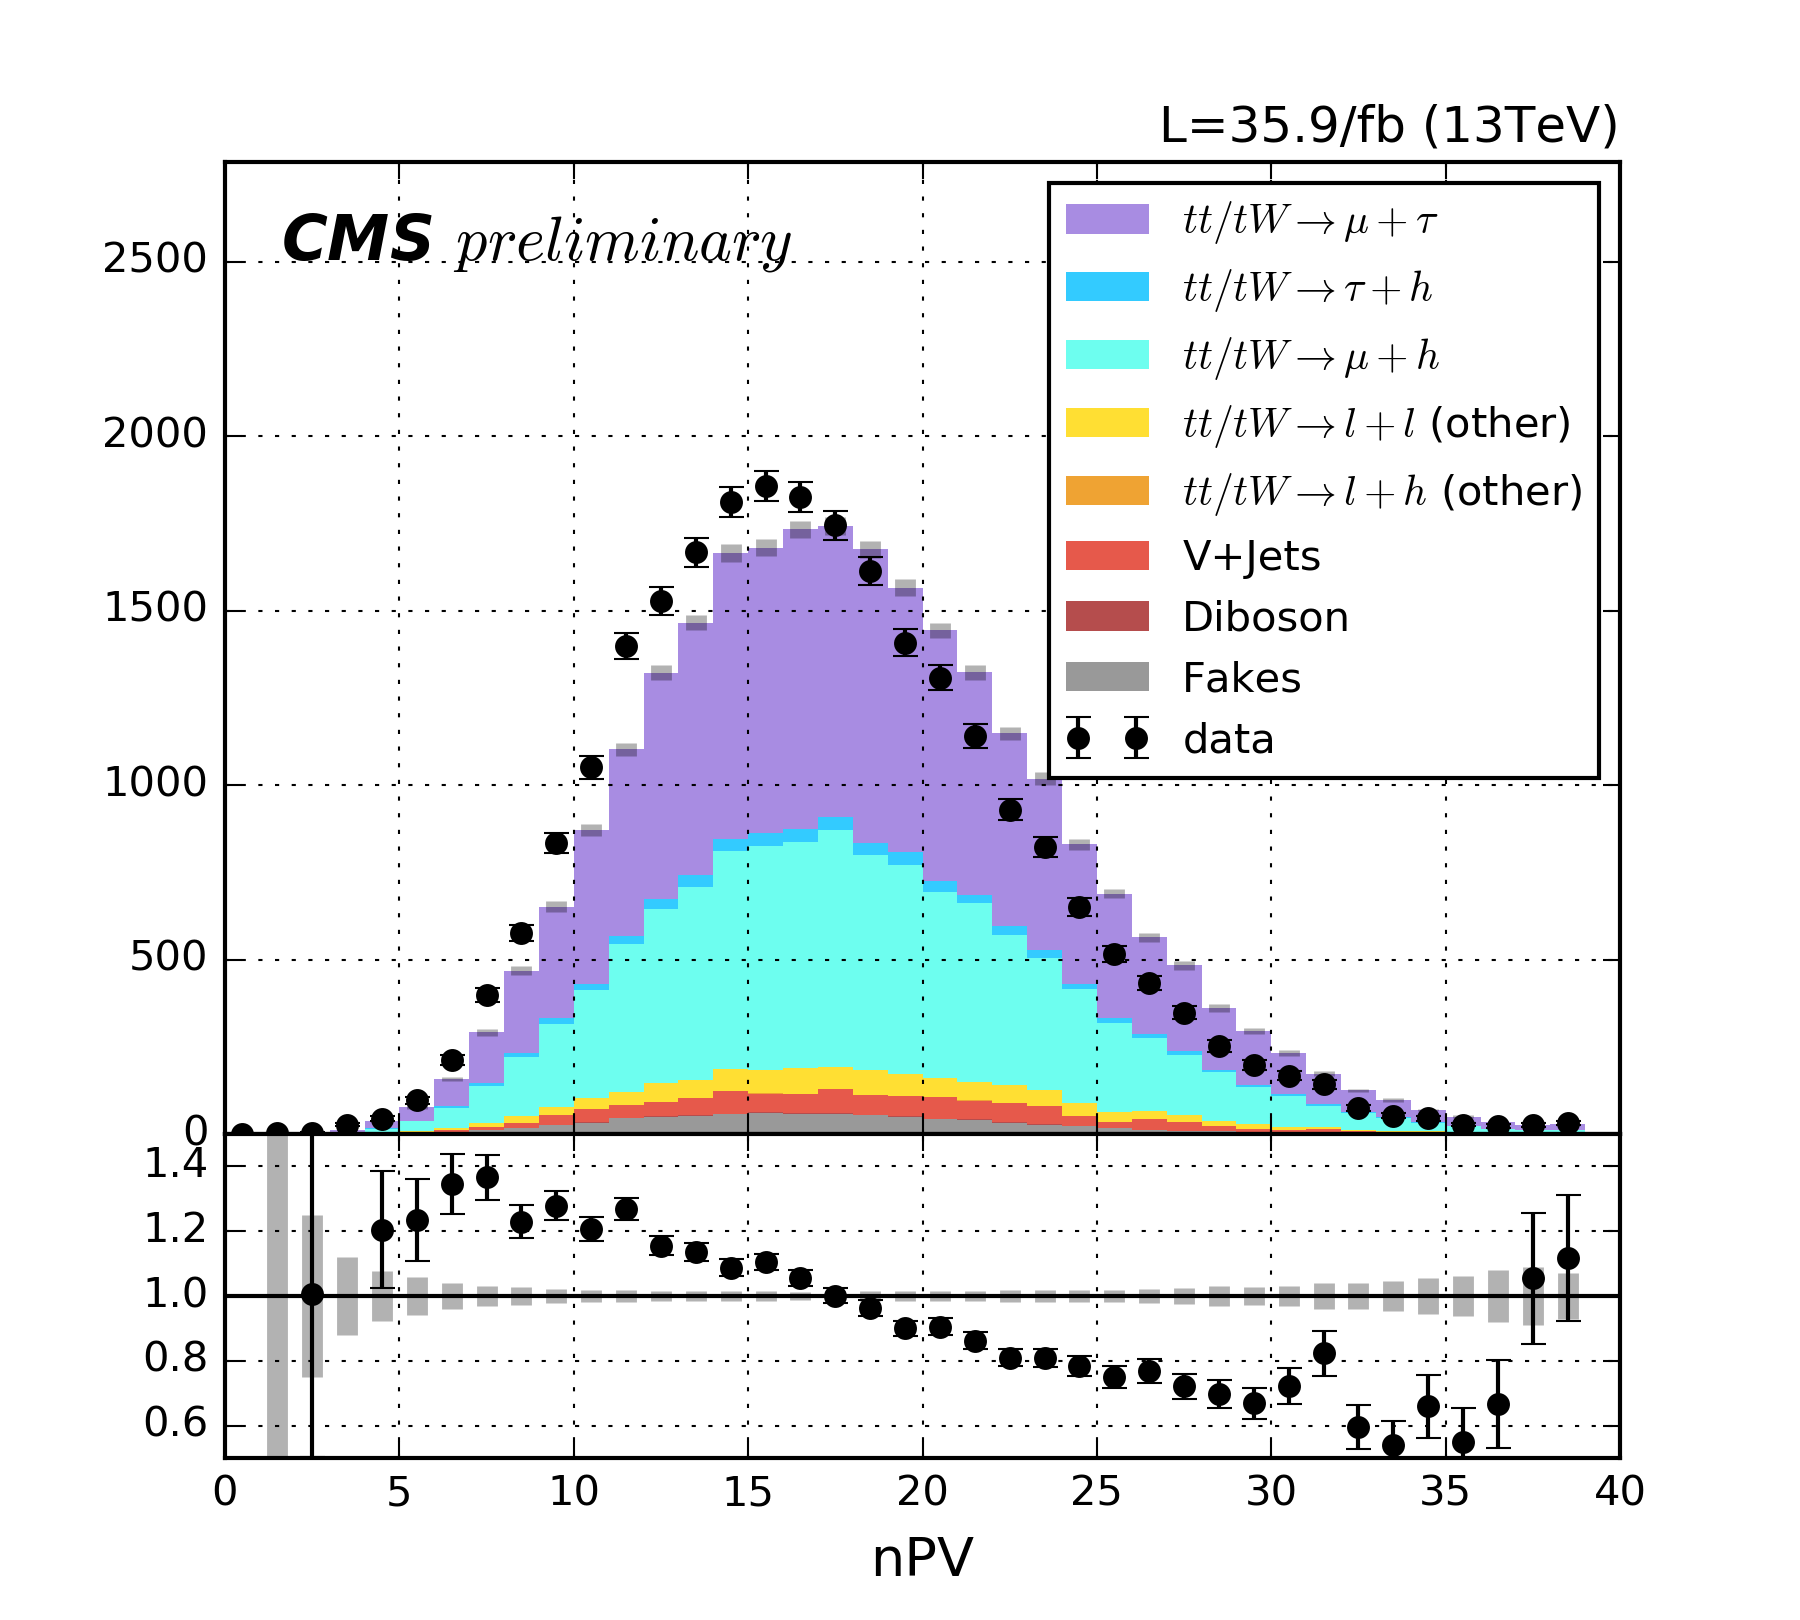 L=35.9/fb (13TeV)
CMS preliminary
2500
2000
1500
1000
500
0
tt/tW → μ + τ
tt/tW → τ + h
tt/tW → μ + h
tt/tW → l + l (other)
tt/tW → l + h (other)
V+Jets
Diboson
Fakes
data
1.4
1.2
1.0
0.8
0.6
0 5 10 15 20 25 30 35 40
nPV